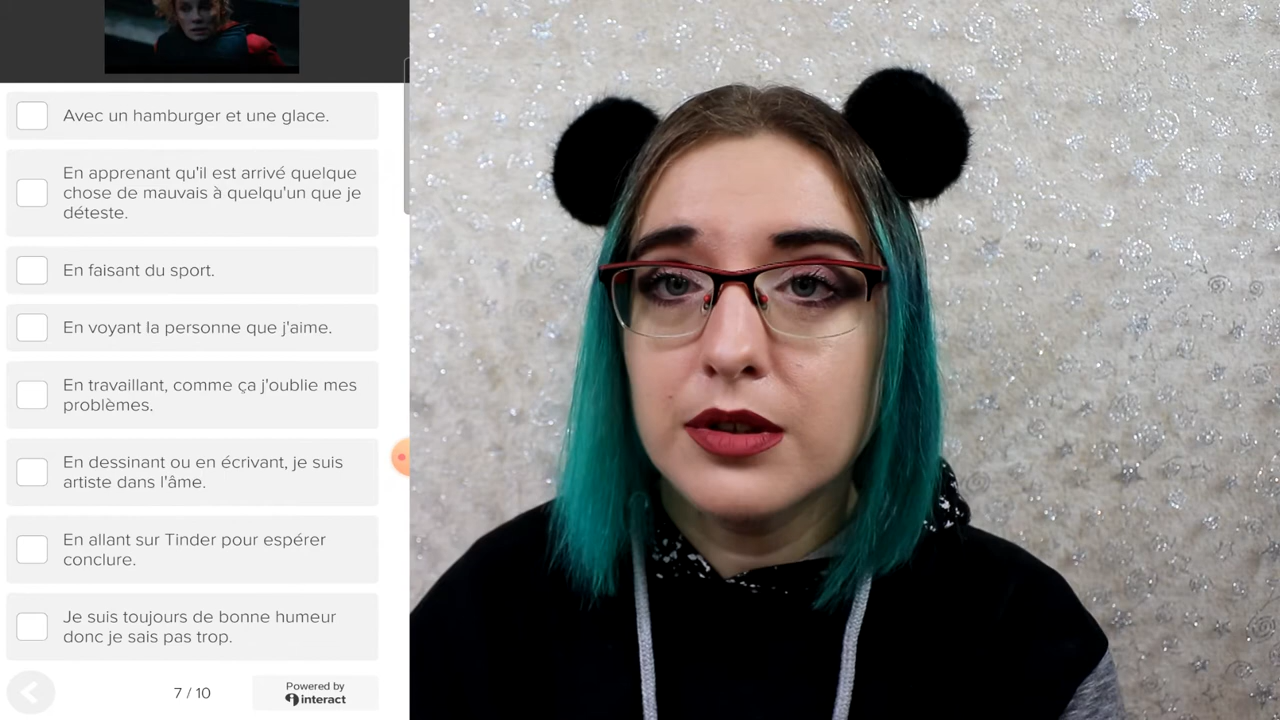 Avec un hamburger et une glace.
En apprenant qu'il est arrivé quelque
chose de mauvais à quelqu'un que je
déteste.
En faisant du sport.
En voyant la personne que j'aime.
En travaillant, comme ça j'oublie mes
problèmes.
En dessinant ou en écrivant, je suis
artiste dans l'âme.
En allant sur Tinder pour espérer
conclure.
Je suis toujours de bonne humeur
donc je sais pas trop.
7 / 10
Powered by
interact